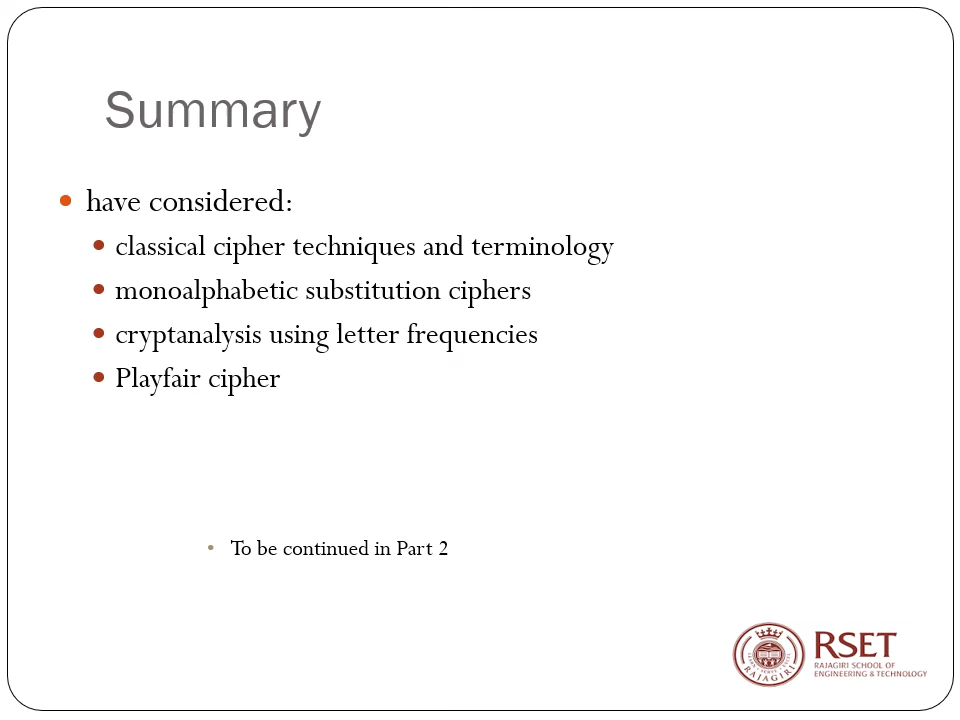 Summary
have considered:
classical cipher techniques and terminology
monoalphabetic substitution ciphers
cryptanalysis using letter frequencies
Playfair cipher
To be continued in Part 2
RSET
RAJAGIRI SCHOOL OF
ENGINEERING & TECHNOLOGY
RAJAGIRI